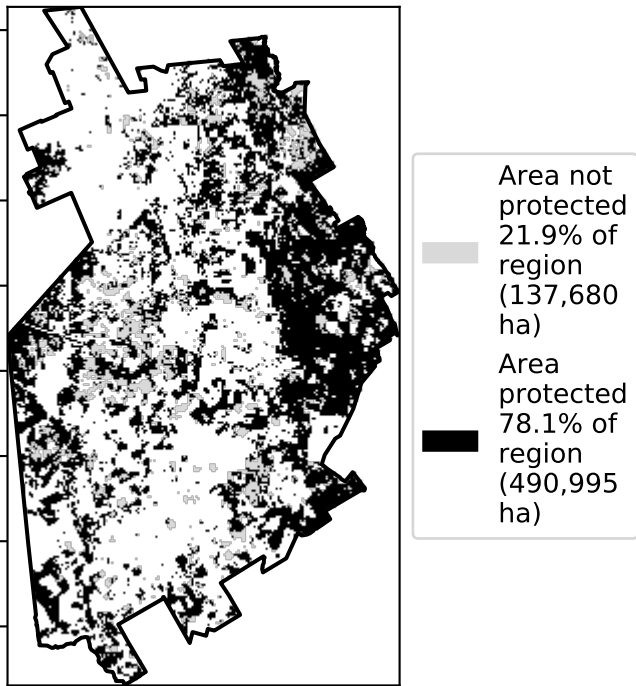 Area not
protected
21.9% of
region
(137,680
ha)
Area
protected
78.1% of
region
(490,995
ha)